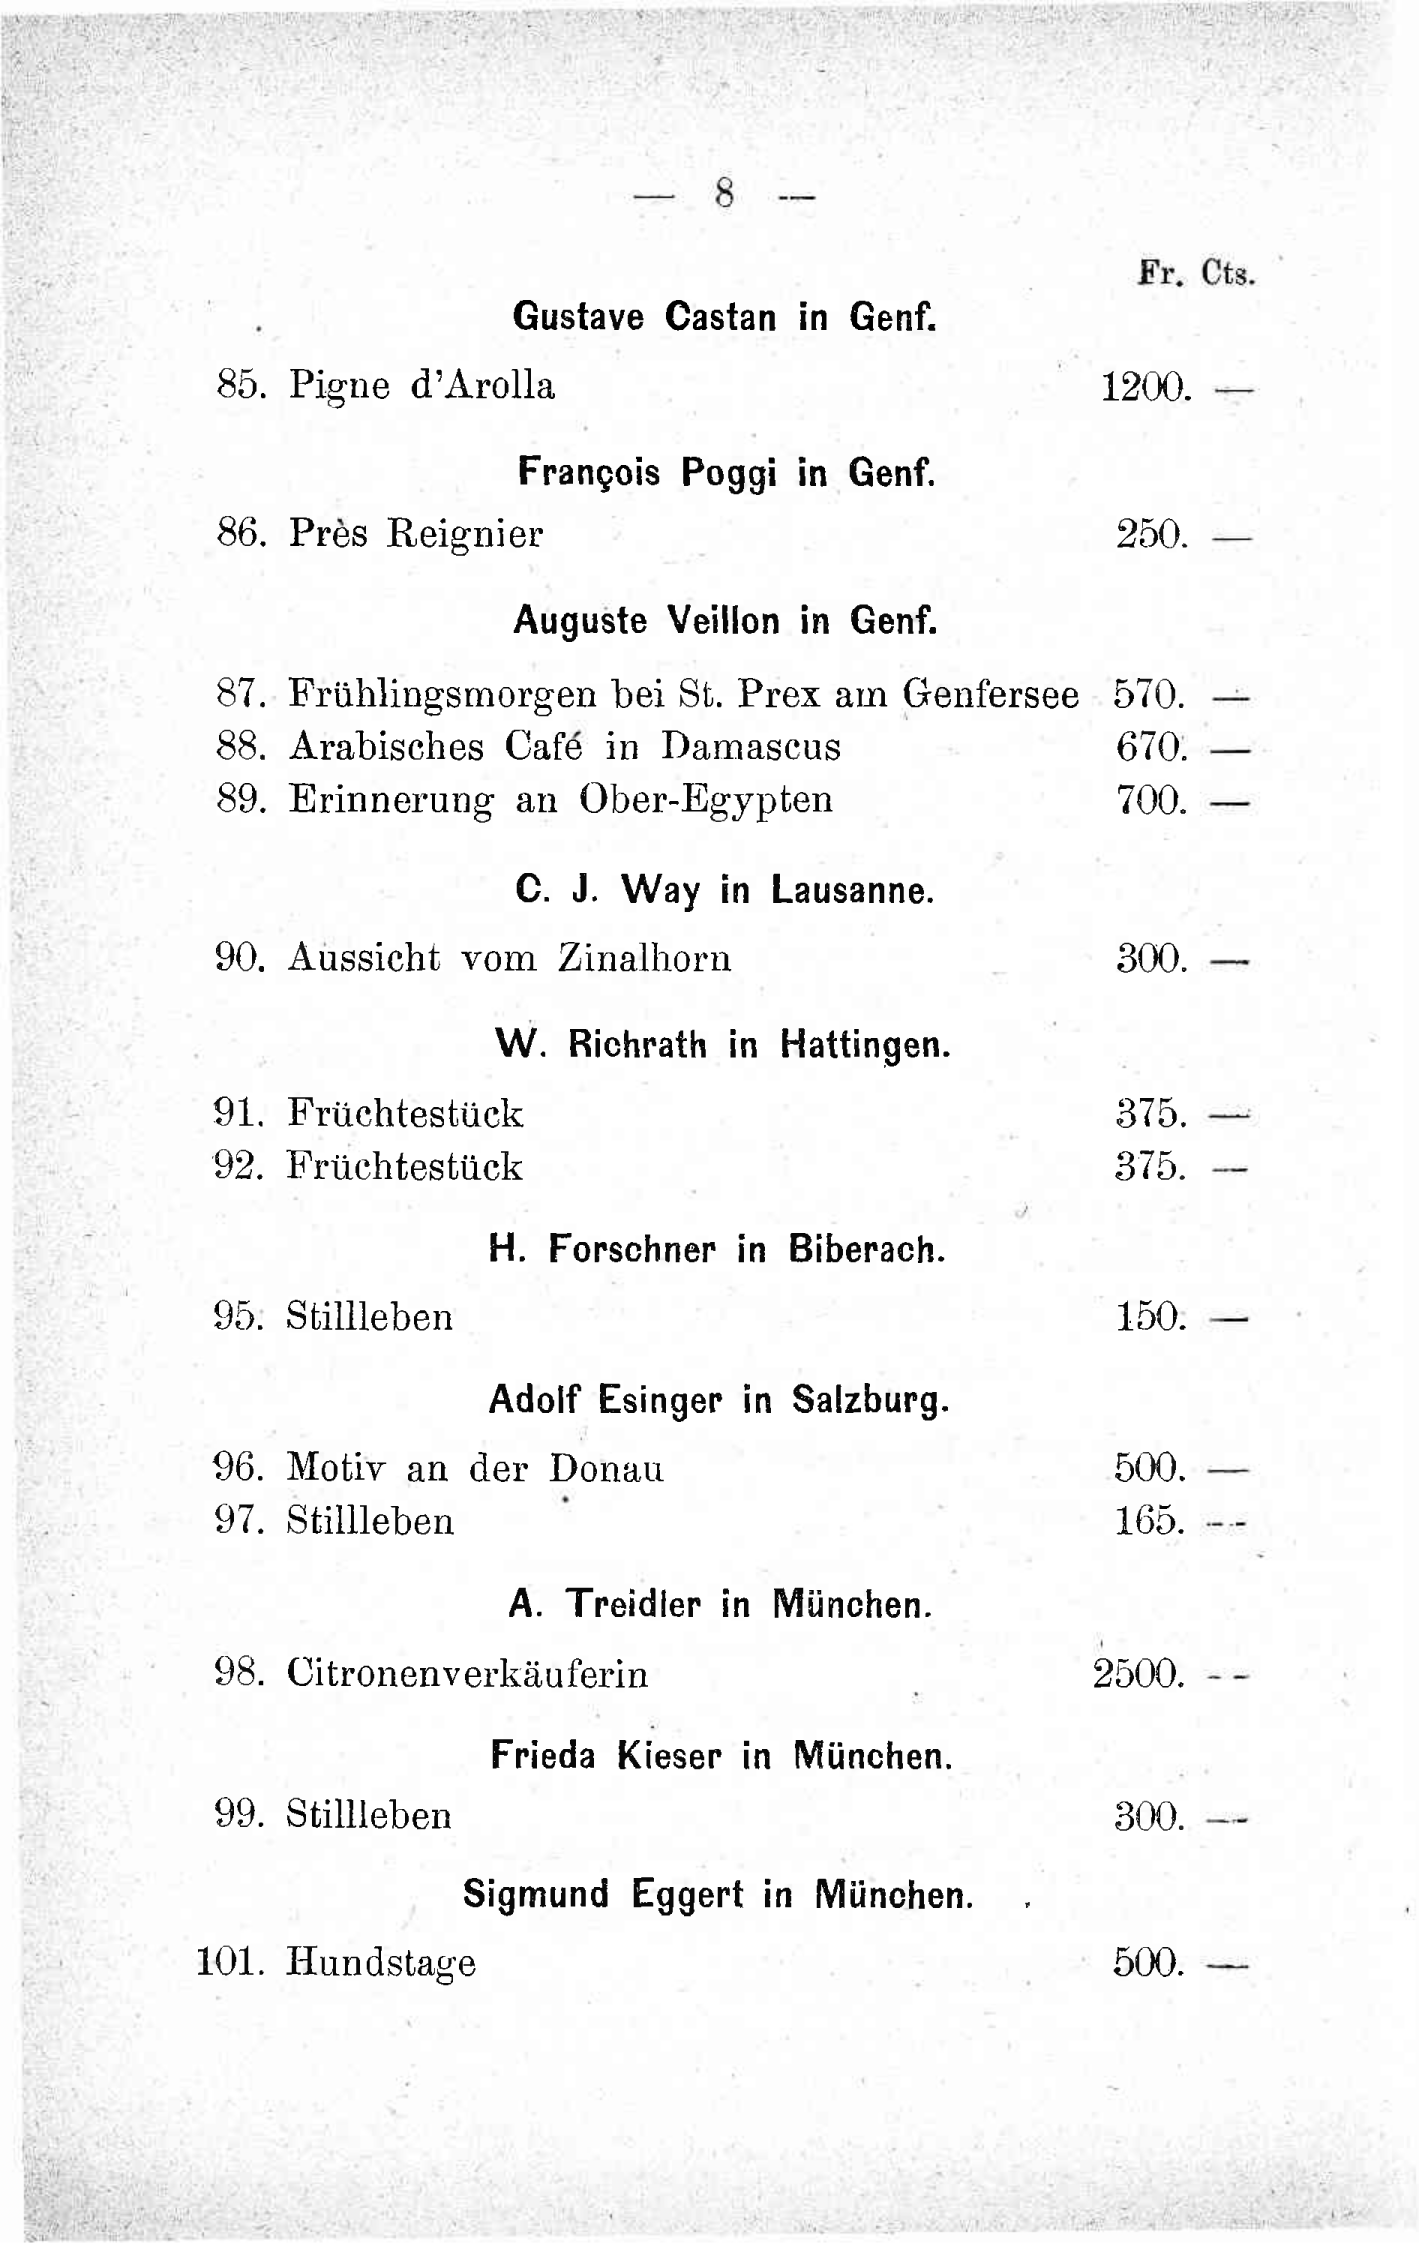 — 8 —
Fr. Cts.
Gustave Castan in Genf.
85. Pigne d'Arolla 1200. —
François Poggi in Genf.
86. Près Reignier 250. —
Auguste Veillon in Genf.
87. Frühlingsmorgen bei St. Prex am Genfersee 570. —
88. Arabisches Café in Damascus 670. —
89. Erinnerung an Ober-Egypten 700. —
C. J. Way in Lausanne.
90. Aussicht vom Zinalhorn 300. —
W. Richrath in Hattingen.
91. Früchtestück 375. —
92. Früchtestück 375. —
H. Forschner in Biberach.
95. Stillleben 150. —
Adolf Esinger in Salzburg.
96. Motiv an der Donau 500. —
97. Stillleben 165. —
A. Treidler in München.
98. Citronenverkäuferin 2500. —
Frieda Kieser in München.
99. Stillleben 300. —
Sigmund Eggert in München.
101. Hundstage 500. —